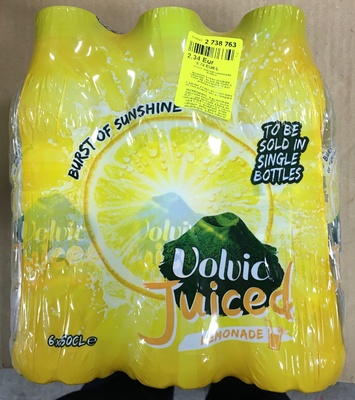 2 738 763
2,34 Eur
BURST OF SUNSHINE
TO BE
SOLD IN
SINGLE
BOTTLES
Volvic
Juiced
LEMONADE
6x50CL e